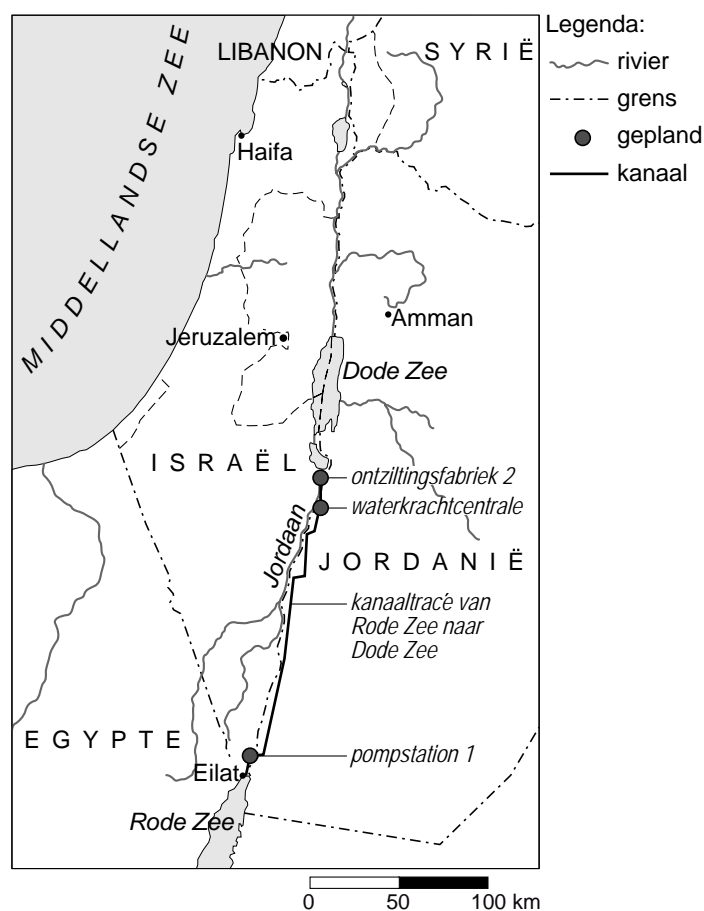 Legenda:
rivier
grens
gepland
kanaal
LIBANON
SYRIË
MIDDELLANDSE ZEE
Haifa
Amman
Jeruzalem
Dode Zee
ISRAËL
ontziltingsfabriek 2
waterkrachtcentrale
Jordaan
JORDANIË
kanaaltracé van
Rode Zee naar
Dode Zee
EGYPTE
pompstation 1
Eilat
Rode Zee
0 50 100 km